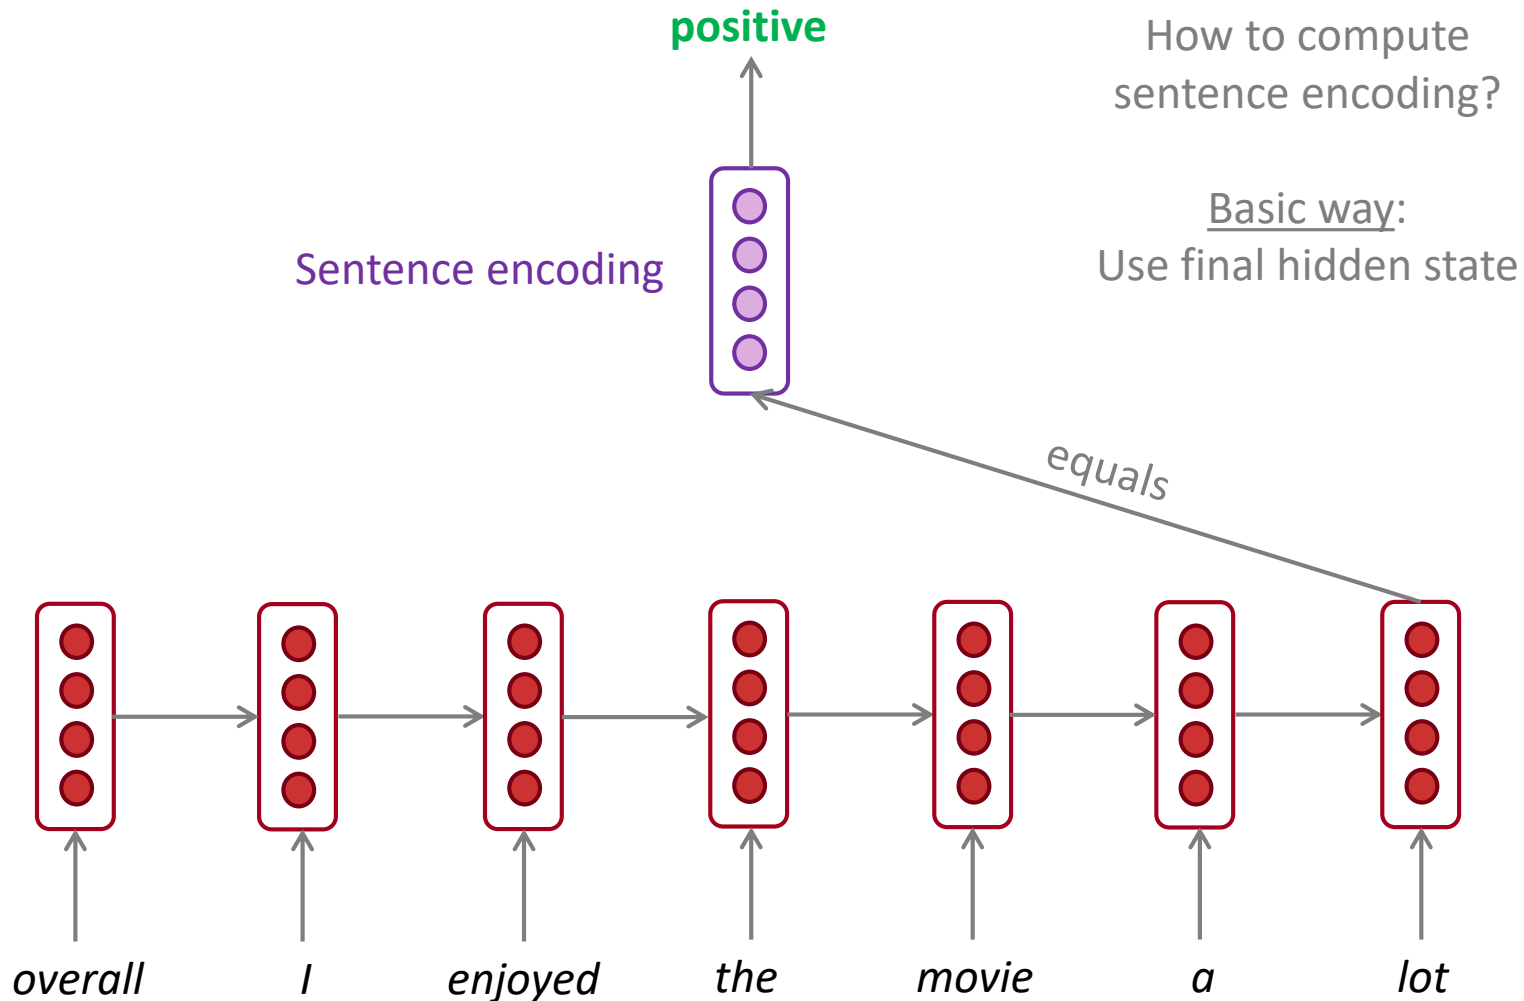 positive
How to compute
sentence encoding?
Basic way:
Use final hidden state
Sentence encoding
equals
overall I enjoyed the movie a lot